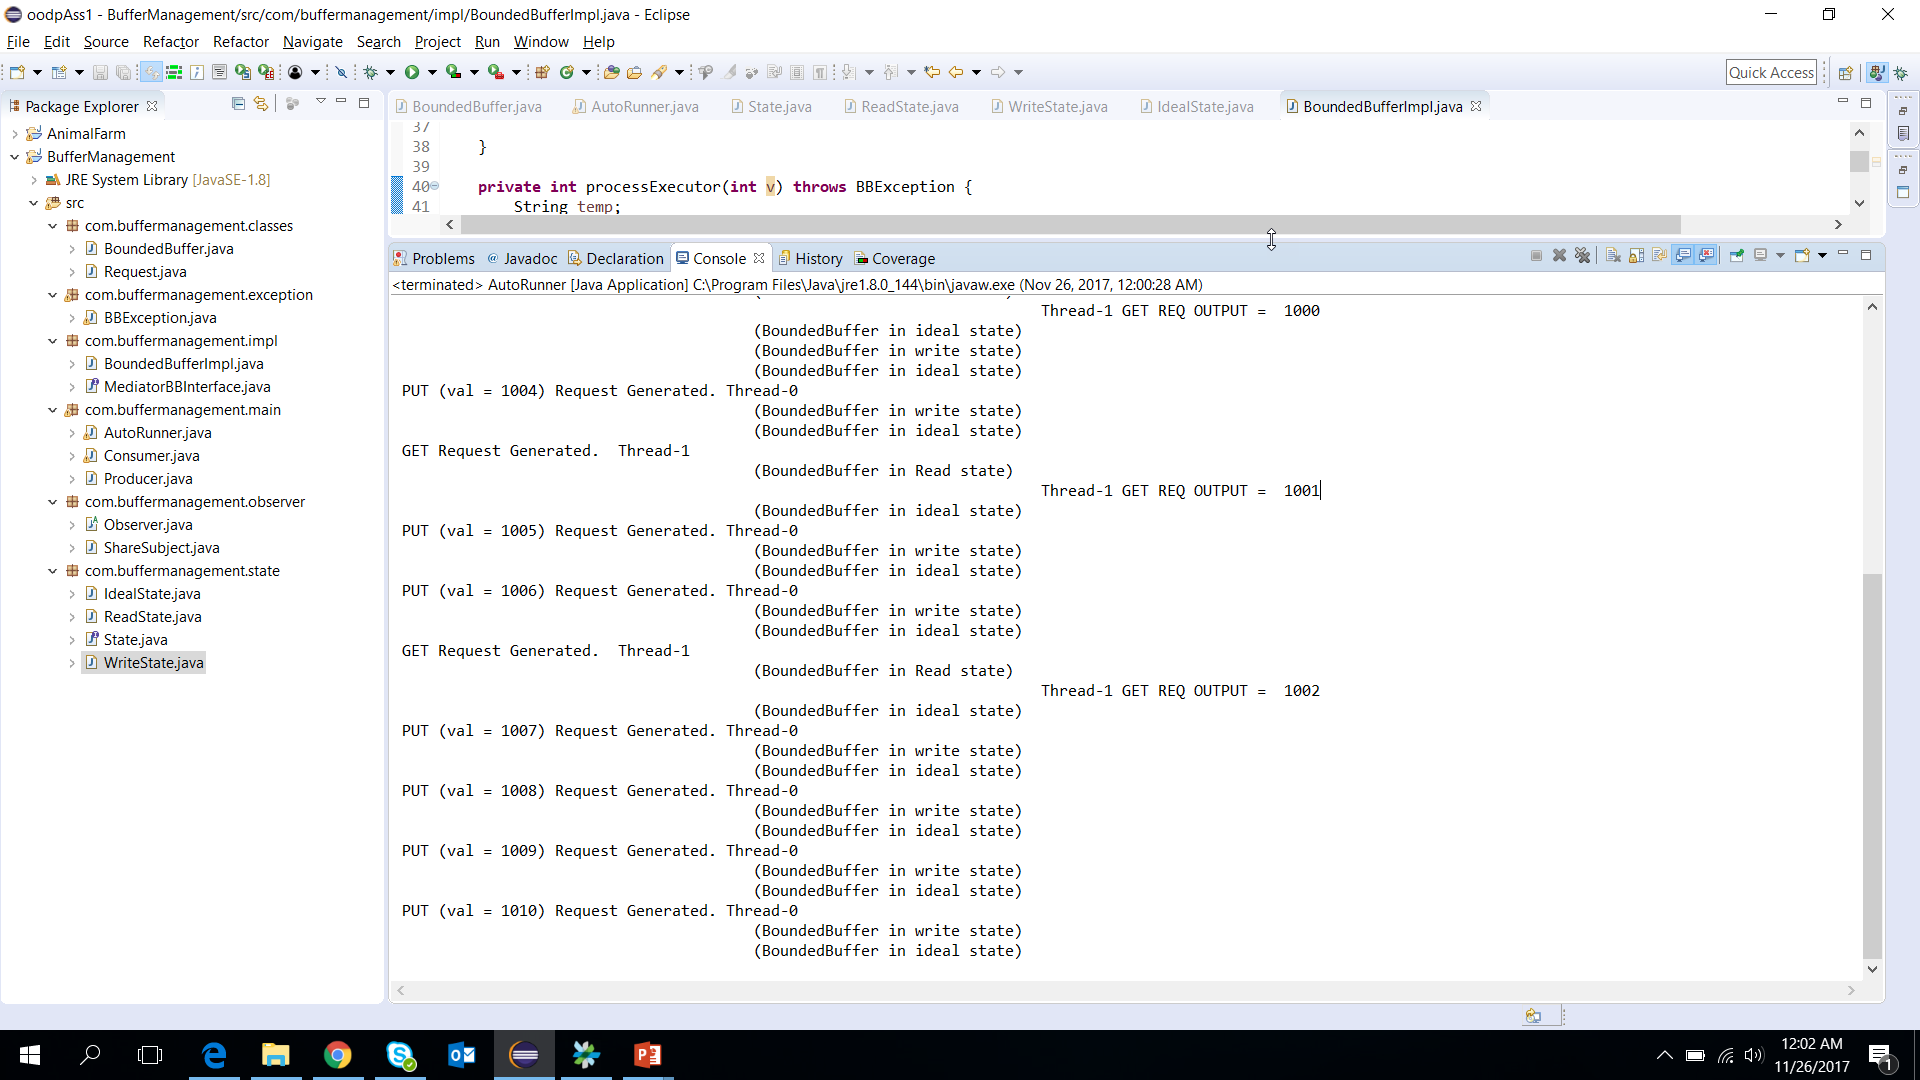 oodpAss1 - BufferManagement/src/com/buffermanagement/impl/BoundedBufferImpl.java - Eclipse
File Edit Source Refactor Refactor Navigate Search Project Run Window Help
Quick Access
Package Explorer
AnimalFarm
BufferManagement
JRE System Library [JavaSE-1.8]
src
com.buffermanagement.classes
BoundedBuffer.java
Request.java
com.buffermanagement.exception
BBException.java
com.buffermanagement.impl
BoundedBufferImpl.java
MediatorBBInterface.java
com.buffermanagement.main
AutoRunner.java
Consumer.java
Producer.java
com.buffermanagement.observer
Observer.java
ShareSubject.java
com.buffermanagement.state
IdealState.java
ReadState.java
State.java
WriteState.java
BoundedBuffer.java AutoRunner.java State.java ReadState.java WriteState.java IdealState.java BoundedBufferImpl.java
37
38 }
39
40 private int processExecutor(int v) throws BBException {
41 String temp;
Problems Javadoc Declaration Console History Coverage
<terminated> AutoRunner [Java Application] C:\Program Files\Java\jre1.8.0_144\bin\javaw.exe (Nov 26, 2017, 12:00:28 AM)
Thread-1 GET REQ OUTPUT = 1000
(BoundedBuffer in ideal state)
(BoundedBuffer in write state)
(BoundedBuffer in ideal state)
PUT (val = 1004) Request Generated. Thread-0
(BoundedBuffer in write state)
(BoundedBuffer in ideal state)
GET Request Generated. Thread-1
(BoundedBuffer in Read state)
Thread-1 GET REQ OUTPUT = 1001
(BoundedBuffer in ideal state)
PUT (val = 1005) Request Generated. Thread-0
(BoundedBuffer in write state)
(BoundedBuffer in ideal state)
PUT (val = 1006) Request Generated. Thread-0
(BoundedBuffer in write state)
(BoundedBuffer in ideal state)
GET Request Generated. Thread-1
(BoundedBuffer in Read state)
Thread-1 GET REQ OUTPUT = 1002
(BoundedBuffer in ideal state)
PUT (val = 1007) Request Generated. Thread-0
(BoundedBuffer in write state)
(BoundedBuffer in ideal state)
PUT (val = 1008) Request Generated. Thread-0
(BoundedBuffer in write state)
(BoundedBuffer in ideal state)
PUT (val = 1009) Request Generated. Thread-0
(BoundedBuffer in write state)
(BoundedBuffer in ideal state)
PUT (val = 1010) Request Generated. Thread-0
(BoundedBuffer in write state)
(BoundedBuffer in ideal state)
12:02 AM
11/26/2017
1